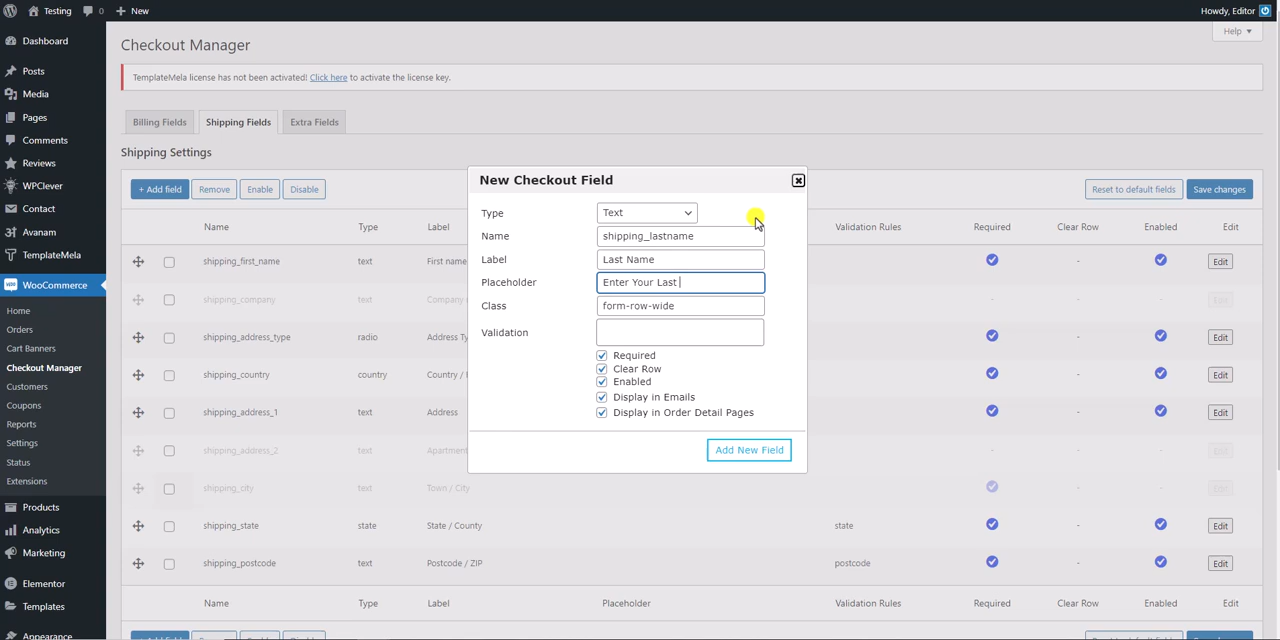 Testing 0 + New Howdy, Editor
Dashboard
Posts
Media
Pages
Comments
Reviews
WPClever
Contact
Avanam
TemplateMela
WooCommerce
Home
Orders
Cart Banners
Checkout Manager
Customers
Coupons
Reports
Settings
Status
Extensions
Products
Analytics
Marketing
Elementor
Templates
Appearance
Help
Checkout Manager
TemplateMela license has not been activated! Click here to activate the license key.
Billing Fields Shipping Fields Extra Fields
Shipping Settings
+ Add field Remove Enable Disable Reset to default fields Save changes
Name Type Label Validation Rules Required Clear Row Enabled Edit
shipping_first_name text First name Edit
shipping_company text Company - - Edit
shipping_address_type radio Address Ty - Edit
shipping_country country Country / - Edit
shipping_address_1 text Address - Edit
shipping_address_2 text Apartment - - Edit
shipping_city text Town / City Edit
shipping_state state State / County state - Edit
shipping_postcode text Postcode / ZIP postcode - Edit
Name Type Label Placeholder Validation Rules Required Clear Row Enabled Edit
New Checkout Field
Type Text
Name shipping_lastname
Label Last Name
Placeholder Enter Your Last
Class form-row-wide
Validation
Required
Clear Row
Enabled
Display in Emails
Display in Order Detail Pages
Add New Field